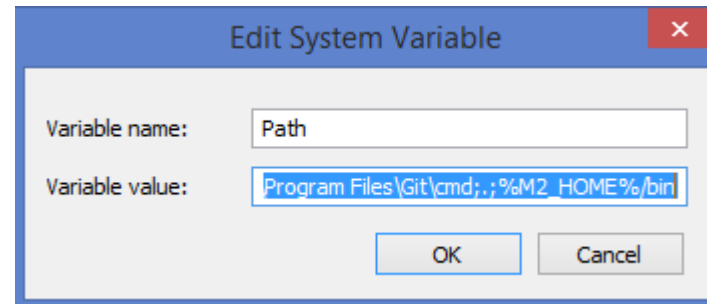 Edit System Variable
Variable name: Path
Variable value: Program Files\Git\cmd;.;%M2_HOME%/bin
OK Cancel